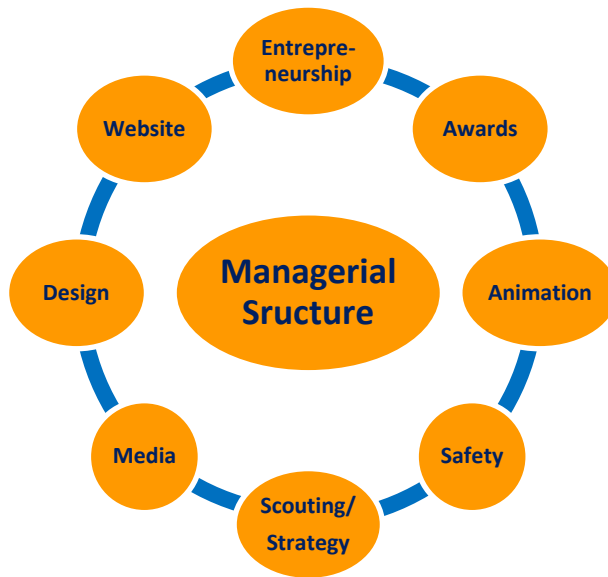 Entrepre-
neurship
Website
Awards
Managerial
Sructure
Design
Animation
Media
Safety
Scouting/
Strategy